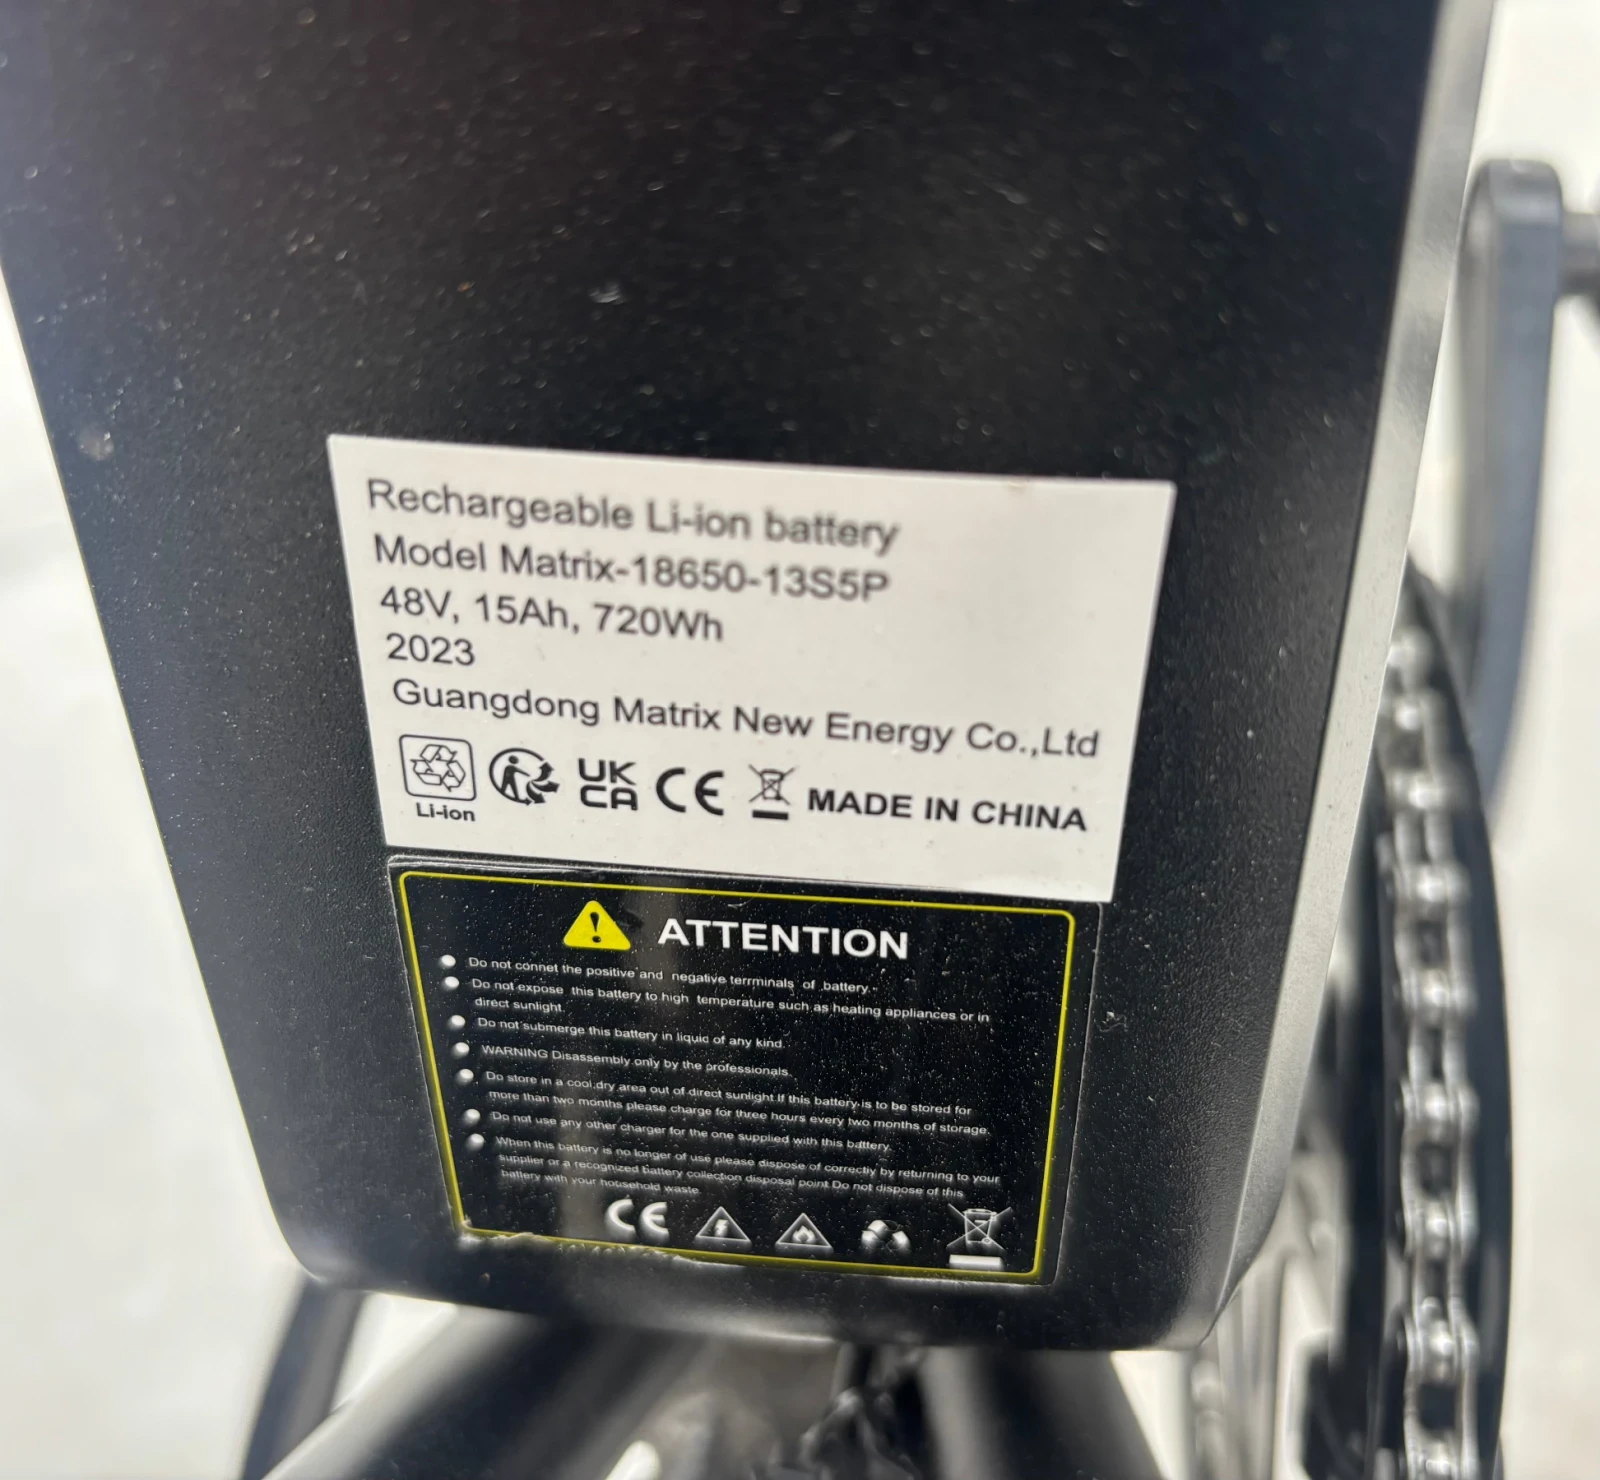 Rechargeable Li-ion battery
Model Matrix-18650-13S5P
48V, 15Ah, 720Wh
2023
Guangdong Matrix New Energy Co.,Ltd
Li-ion
UK
CA
CE
MADE IN CHINA
ATTENTION
Do not connet the positive and negative terrminals of battery.
Do not expose this battery to high temperature such as heating appliances or in
direct sunlight.
Do not submerge this battery in liquid of any kind.
WARNING Disassembly only by the professionals.
Do store in a cool,dry area out of direct sunlight.If this battery is to be stored for
more than two months please charge for three hours every two months of storage.
Do not use any other charger for the one supplied with this battery.
When this battery is no longer of use please dispose of correctly by returning to your
supplier or a recognized battery collection disposal point.Do not dispose of this
battery with your household waste.
CE